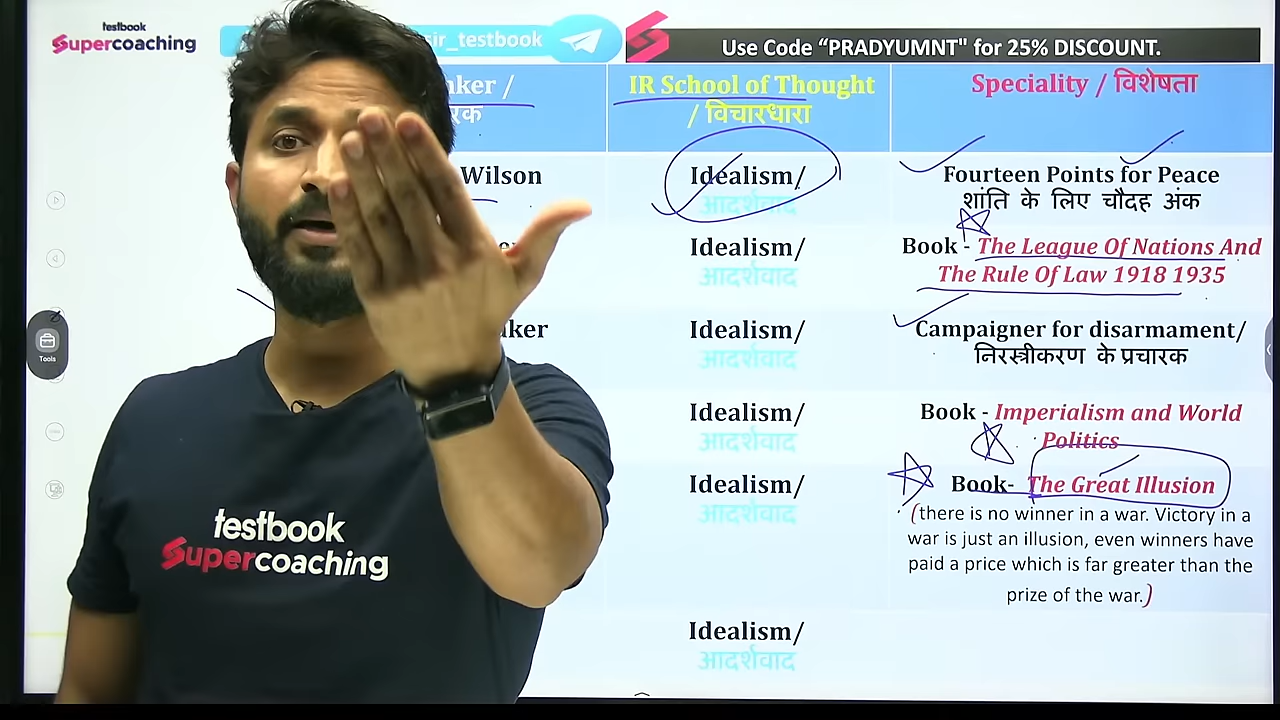 testbook
Supercoaching
sir_testbook
Use Code “PRADYUMNT" for 25% DISCOUNT.
IR School of Thought
/ विचारधारा
Speciality / विशेषता
Wilson
Idealism/
आदर्शवाद
Fourteen Points for Peace
शांति के लिए चौदह अंक
Idealism/
आदर्शवाद
Book - The League Of Nations And
The Rule Of Law 1918 1935
Idealism/
आदर्शवाद
Campaigner for disarmament/
निरस्त्रीकरण के प्रचारक
Idealism/
आदर्शवाद
Book - Imperialism and World
Politics
Idealism/
आदर्शवाद
Book- The Great Illusion
(there is no winner in a war. Victory in a
war is just an illusion, even winners have
paid a price which is far greater than the
prize of the war.)
Idealism/
आदर्शवाद
Tools
testbook
Supercoaching